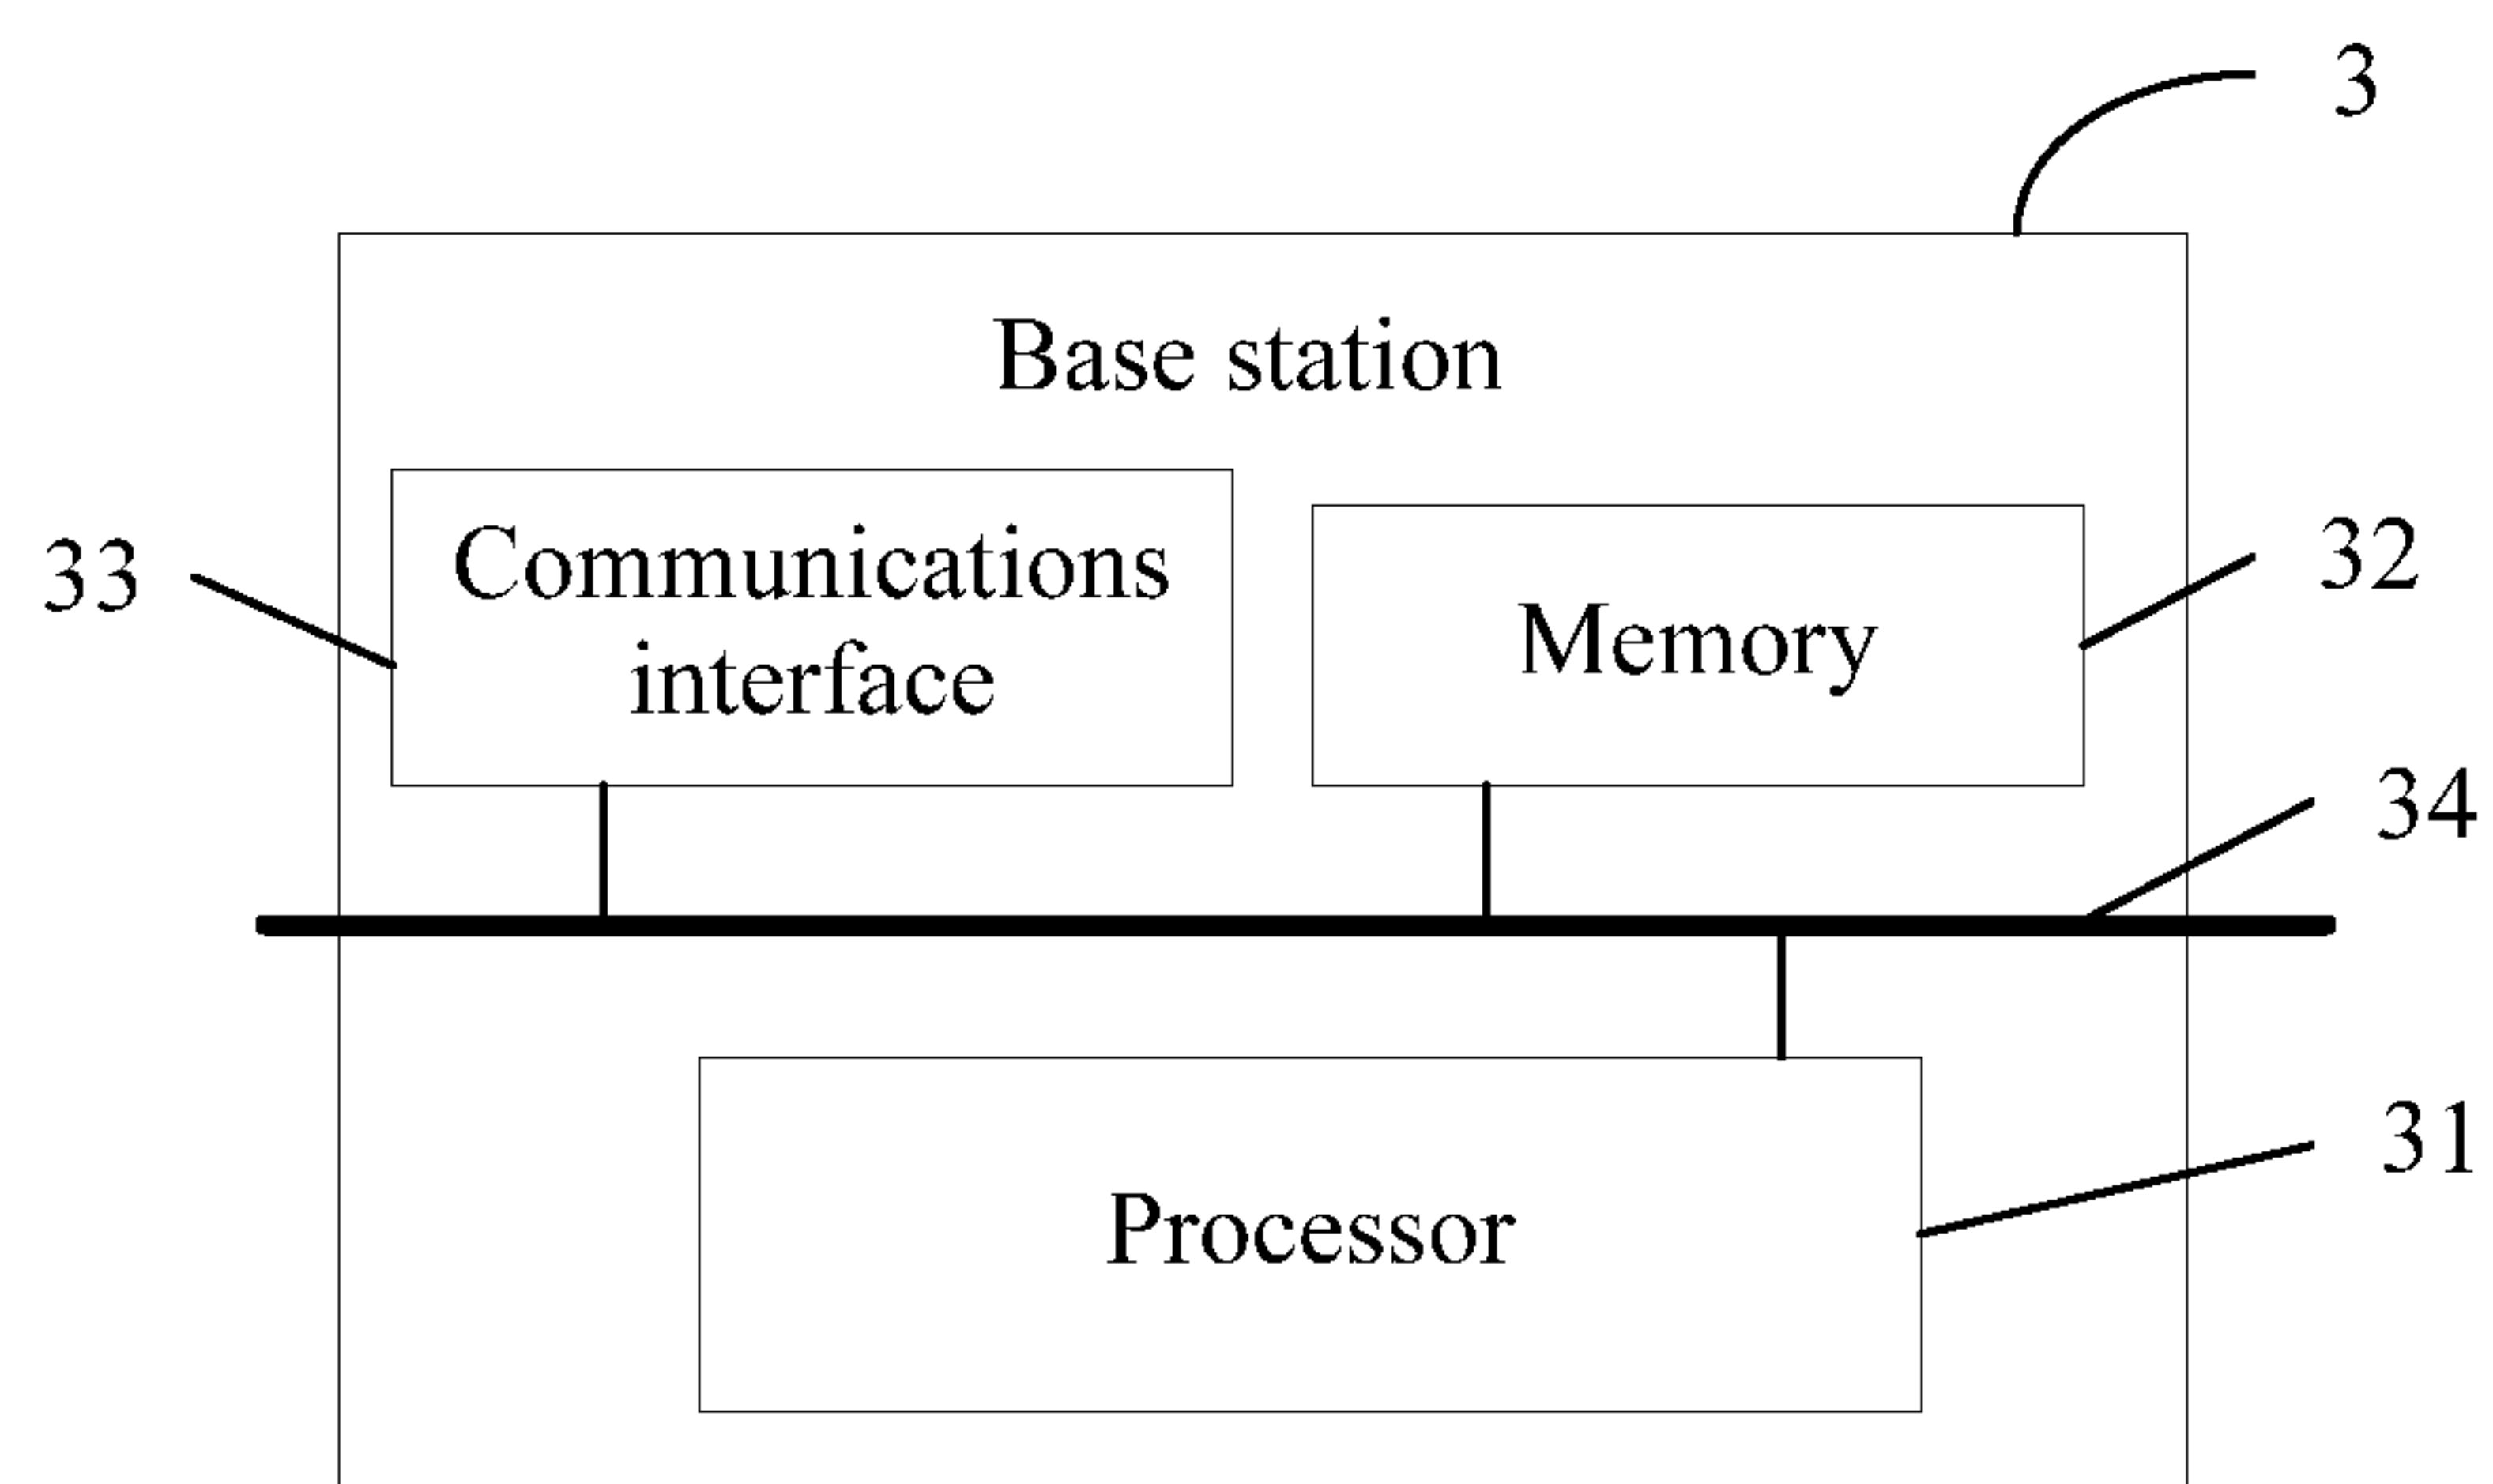 3
Base station
33
Communications
interface
Memory
32
34
Processor
31